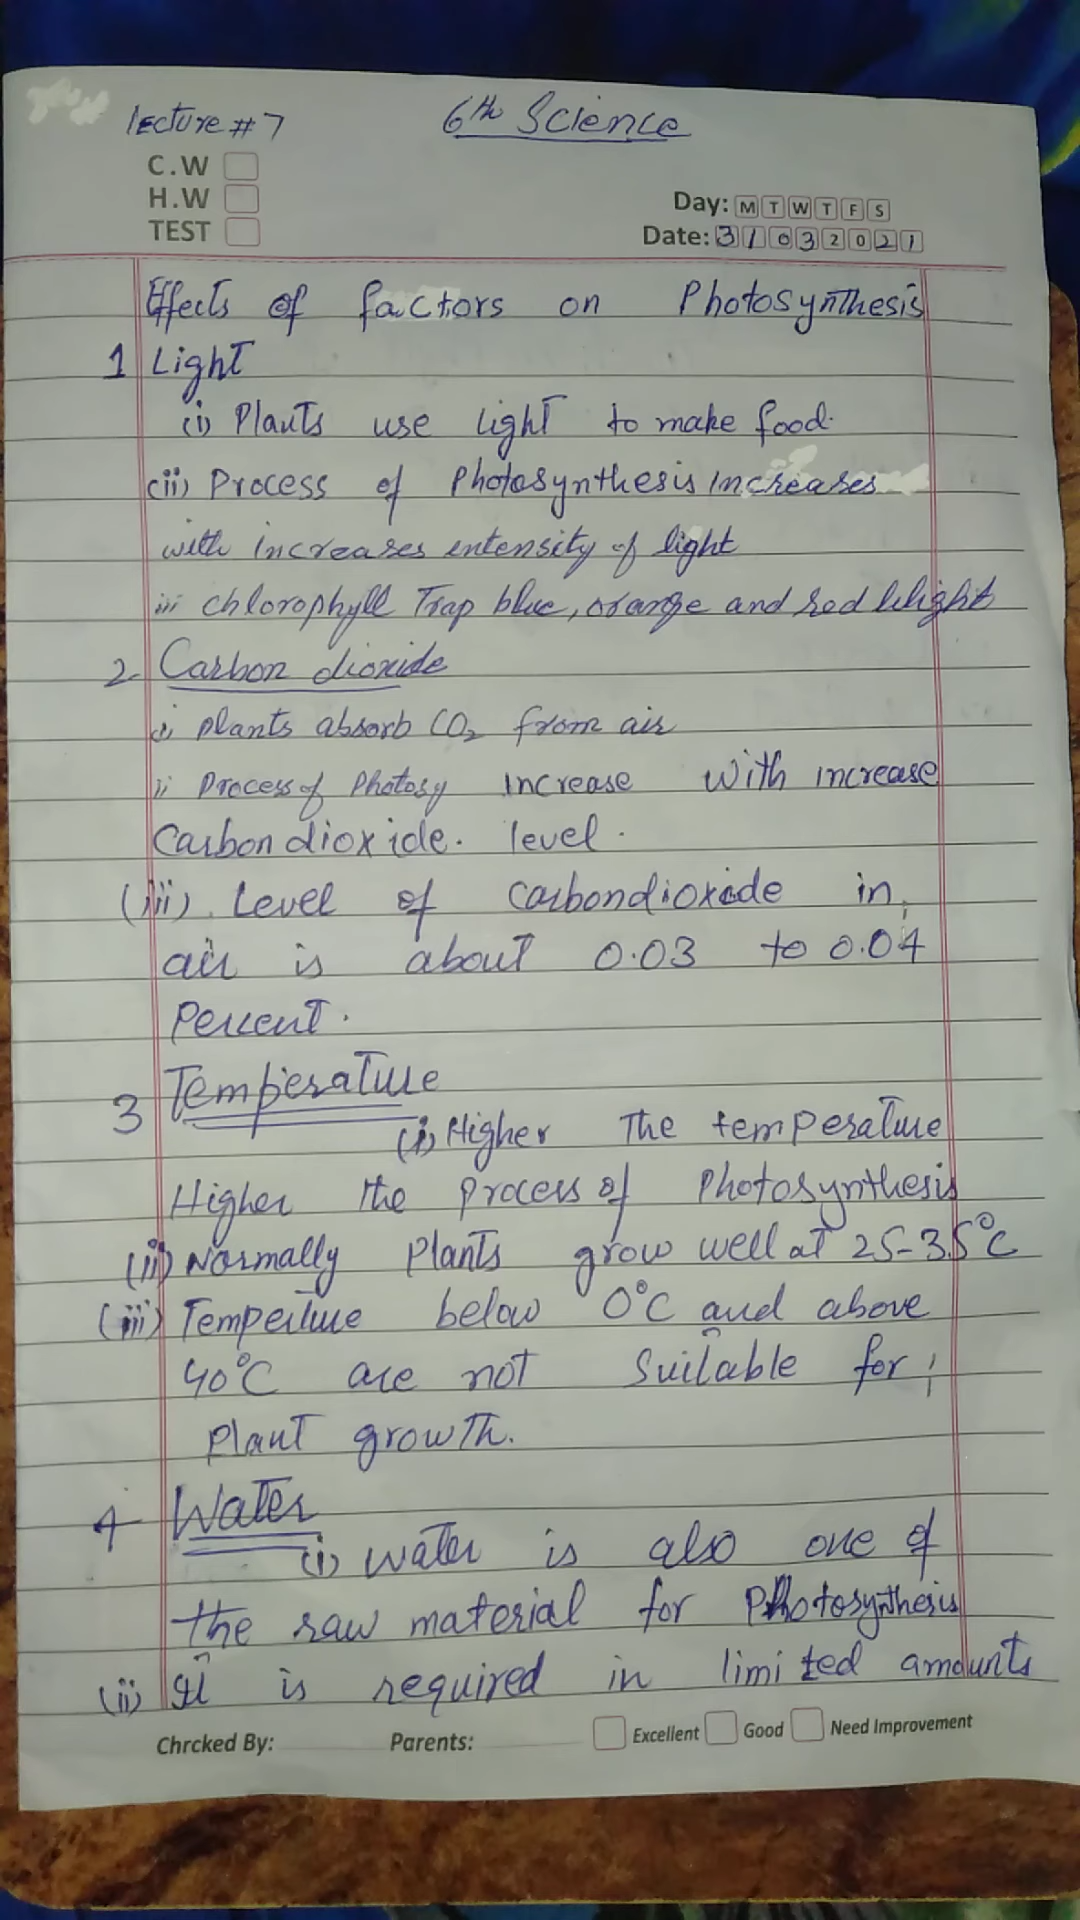 lecture # 7
6th Science
C.W
H.W
TEST
Day: M T W T F S
Date: 31 03 2021
Effects of factors on Photosynthesis
1 Light
(i) Plants use light to make food.
(ii) Process of Photosynthesis increases
with increases intensity of light
iii chlorophyll Trap blue, orange and red light
2 Carbon dioxide
(i) plants absorb CO₂ from air
ii Process of Photosy increase with increase
Carbon dioxide. level.
(iii). Level of carbondioxide in
air is about 0.03 to 0.04
Percent.
3 Temperature
(i) Higher The temperature
Higher the process of Photosynthesis
(ii) Normally Plants grow well at 25-35°C
(iii) Tempertuue below 0°C and above
40°C are not Suitable for
Plant growth.
4 Water
(i) water is also one of
the raw material for Photosynthesis
(ii) It is required in limited amounts
Chrcked By:
Parents:
Excellent
Good
Need Improvement